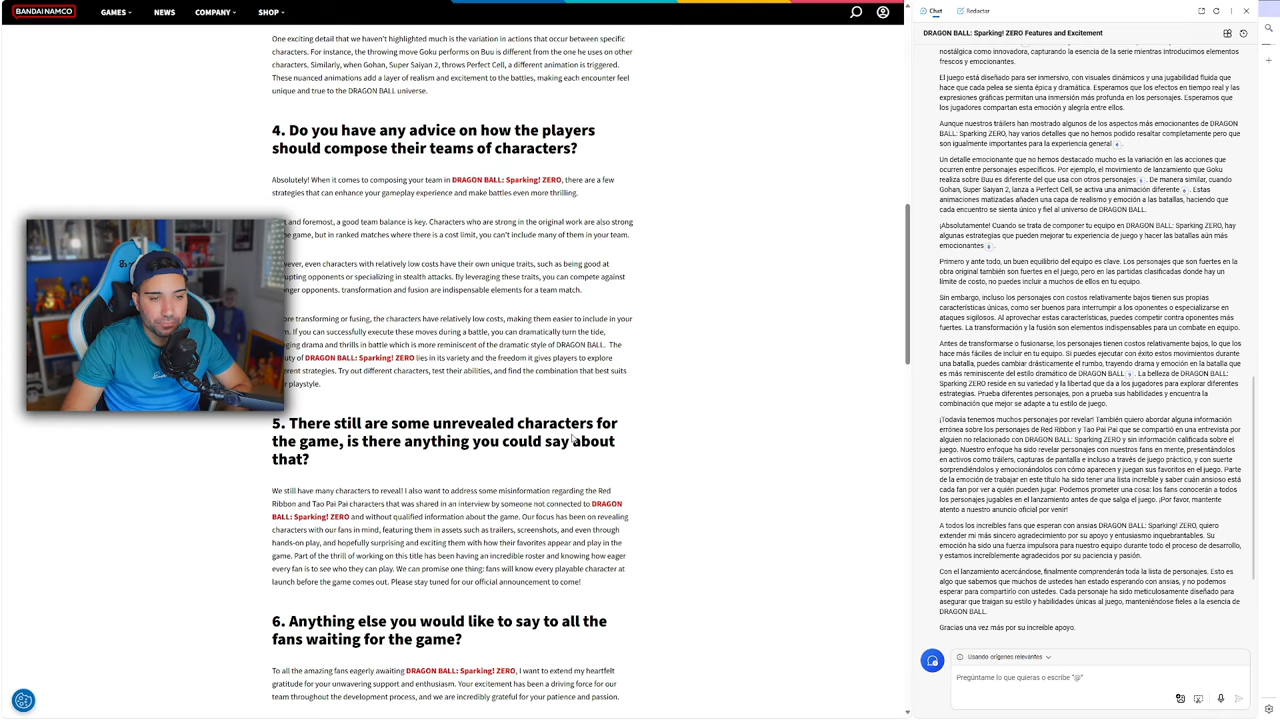 BANDAI NAMCO
GAMES
NEWS
COMPANY
SHOP
One exciting detail that we haven't highlighted much is the variation in actions that occur between specific
characters. For instance, the throwing move Goku performs on Buu is different from the one he uses on other
characters. Similarly, when Gohan, Super Saiyan 2, throws Perfect Cell, a different animation is triggered.
These nuanced animations add a layer of realism and excitement to the battles, making each encounter feel
unique and true to the DRAGON BALL universe.
4. Do you have any advice on how the players
should compose their teams of characters?
Absolutely! When it comes to composing your team in DRAGON BALL: Sparking! ZERO, there are a few
strategies that can enhance your gameplay experience and make battles even more thrilling.
and foremost, a good team balance is key. Characters who are strong in the original work are also strong
game, but in ranked matches where there is a cost limit, you can't include many of them in your team.
ever, even characters with relatively low costs have their own unique traits, such as being good at
upting opponents or specializing in stealth attacks. By leveraging these traits, you can compete against
nger opponents. transformation and fusion are indispensable elements for a team match.
ore transforming or fusing, the characters have relatively low costs, making them easier to include in your
m. If you can successfully execute these moves during a battle, you can dramatically turn the tide,
ging drama and thrills in battle which is more reminiscent of the dramatic style of DRAGON BALL. The
uty of DRAGON BALL: Sparking! ZERO lies in its variety and the freedom it gives players to explore
erent strategies. Try out different characters, test their abilities, and find the combination that best suits
r playstyle.
5. There still are some unrevealed characters for
the game, is there anything you could say about
that?
We still have many characters to reveal! I also want to address some misinformation regarding the Red
Ribbon and Tao Pai Pai characters that was shared in an interview by someone not connected to DRAGON
BALL: Sparking! ZERO and without qualified information about the game. Our focus has been on revealing
characters with our fans in mind, featuring them in assets such as trailers, screenshots, and even through
hands-on play, and hopefully surprising and exciting them with how their favorites appear and play in the
game. Part of the thrill of working on this title has been having an incredible roster and knowing how eager
every fan is to see who they can play. We can promise one thing: fans will know every playable character at
launch before the game comes out. Please stay tuned for our official announcement to come!
6. Anything else you would like to say to all the
fans waiting for the game?
To all the amazing fans eagerly awaiting DRAGON BALL: Sparking! ZERO, I want to extend my heartfelt
gratitude for your unwavering support and enthusiasm. Your excitement has been a driving force for our
team throughout the development process, and we are incredibly grateful for your patience and passion.
Chat
Redactar
DRAGON BALL: Sparking! ZERO Features and Excitement
nostálgica como innovadora, capturando la esencia de la serie mientras introducimos elementos
frescos y emocionantes.
El juego está diseñado para ser inmersivo, con visuales dinámicos y una jugabilidad fluida que
hace que cada pelea se sienta épica y dramática. Esperamos que los efectos en tiempo real y las
expresiones gráficas permitan una inmersión más profunda en los personajes. Esperamos que
los jugadores compartan esta emoción y alegría entre ellos.
Aunque nuestros tráilers han mostrado algunos de los aspectos más emocionantes de DRAGON
BALL: Sparking ZERO, hay varios detalles que no hemos podido resaltar completamente pero que
son igualmente importantes para la experiencia general
Un detalle emocionante que no hemos destacado mucho es la variación en las acciones que
ocurren entre personajes específicos. Por ejemplo, el movimiento de lanzamiento que Goku
realiza sobre Buu es diferente del que usa con otros personajes. De manera similar, cuando
Gohan, Super Saiyan 2, lanza a Perfect Cell, se activa una animación diferente. Estas
animaciones matizadas añaden una capa de realismo y emoción a las batallas, haciendo que
cada encuentro se sienta único y fiel al universo de DRAGON BALL.
¡Absolutamente! Cuando se trata de componer tu equipo en DRAGON BALL: Sparking! ZERO, hay
algunas estrategias que pueden mejorar tu experiencia de juego y hacer las batallas aún más
emocionantes
Primero y ante todo, un buen equilibrio del equipo es clave. Los personajes que son fuertes en la
obra original también son fuertes en el juego, pero en las partidas clasificadas donde hay un
límite de costo, no puedes incluir a muchos de ellos en tu equipo.
Sin embargo, incluso los personajes con costos relativamente bajos tienen sus propias
características únicas, como ser buenos para interrumpir a los oponentes o especializarse en
ataques sigilosos. Al aprovechar estas características, puedes competir contra oponentes más
fuertes. La transformación y la fusión son elementos indispensables para un combate en equipo.
Antes de transformarse o fusionarse, los personajes tienen costos relativamente bajos, lo que los
hace más fáciles de incluir en tu equipo. Si puedes ejecutar con éxito estos movimientos durante
una batalla, puedes cambiar drásticamente el rumbo, trayendo drama y emoción en la batalla
que es más reminiscente del estilo dramático de DRAGON BALL. La belleza de DRAGON BALL:
Sparking ZERO reside en su variedad y la libertad que da a los jugadores para explorar diferentes
estrategias. Prueba diferentes personajes, pon a prueba sus habilidades y encuentra la
combinación que mejor se adapte a tu estilo de juego.
¡Todavía tenemos muchos personajes por revelar! También quiero abordar alguna información
errónea sobre los personajes de Red Ribbon y Tao Pai Pai que se compartió en una entrevista por
alguien no relacionado con DRAGON BALL: Sparking ZERO y sin información calificada sobre el
juego. Nuestro enfoque ha sido revelar personajes con nuestros fans en mente, presentándolos
en activos como tráilers, capturas de pantalla e incluso a través de juego práctico, y con suerte
sorprendiéndolos y emocionándolos con cómo aparecen y juegan sus favoritos en el juego. Parte
de la emoción de trabajar en este título ha sido tener una lista increíble y saber cuán ansioso está
cada fan por ver a quién pueden jugar. Podemos prometer una cosa: los fans conocerán a todos
los personajes jugables en el lanzamiento antes de que salga el juego. ¡Por favor, mantente
atento a nuestro anuncio oficial por venir!
A todos los increíbles fans que esperan con ansias DRAGON BALL: Sparking! ZERO, quiero
extender mi más sincero agradecimiento por su apoyo y entusiasmo inquebrantables. Su
emoción ha sido una fuerza impulsora para nuestro equipo durante todo el proceso de desarrollo,
y estamos increíblemente agradecidos por su paciencia y pasión.
Con el lanzamiento acercándose, finalmente comprenderán toda la lista de personajes. Esto es
algo que sabemos que muchos de ustedes han estado esperando con ansias, y no podemos
esperar para compartirlo con ustedes. Cada personaje ha sido meticulosamente diseñado para
asegurar que traigan su estilo y habilidades únicas al juego, manteniéndose fieles a la esencia de
DRAGON BALL.
Gracias una vez más por su increíble apoyo.
Usando orígenes relevantes
Pregúntame lo que quieras o escribe "@"